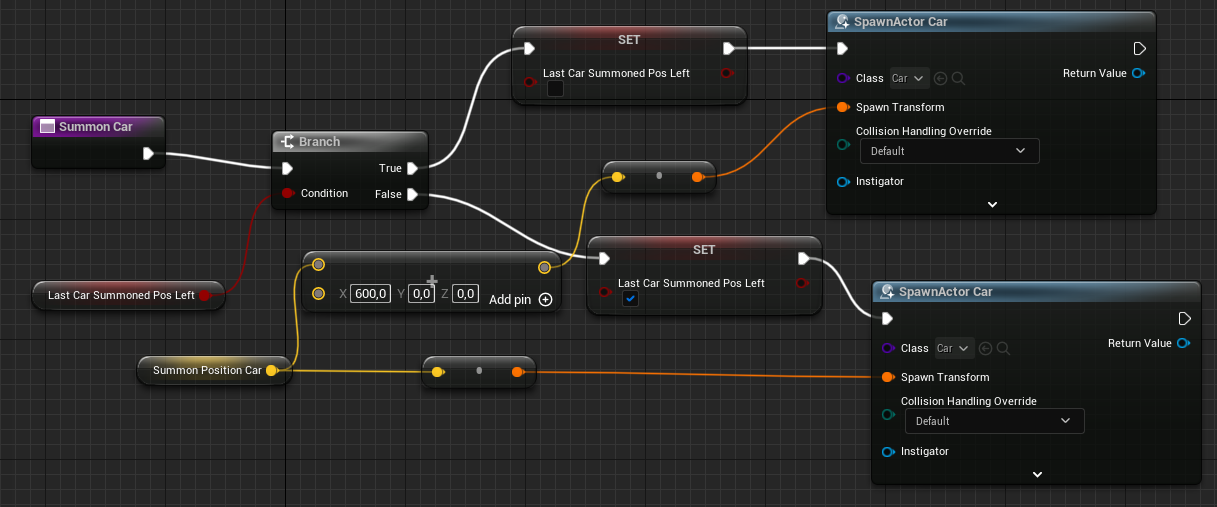 Summon Car
Branch
True
Condition
False
Last Car Summoned Pos Left
Summon Position Car
X 600,0 Y 0,0 Z 0,0
Add pin
SET
Last Car Summoned Pos Left
SET
Last Car Summoned Pos Left
SpawnActor Car
Class Car
Return Value
Spawn Transform
Collision Handling Override
Default
Instigator
SpawnActor Car
Class Car
Return Value
Spawn Transform
Collision Handling Override
Default
Instigator